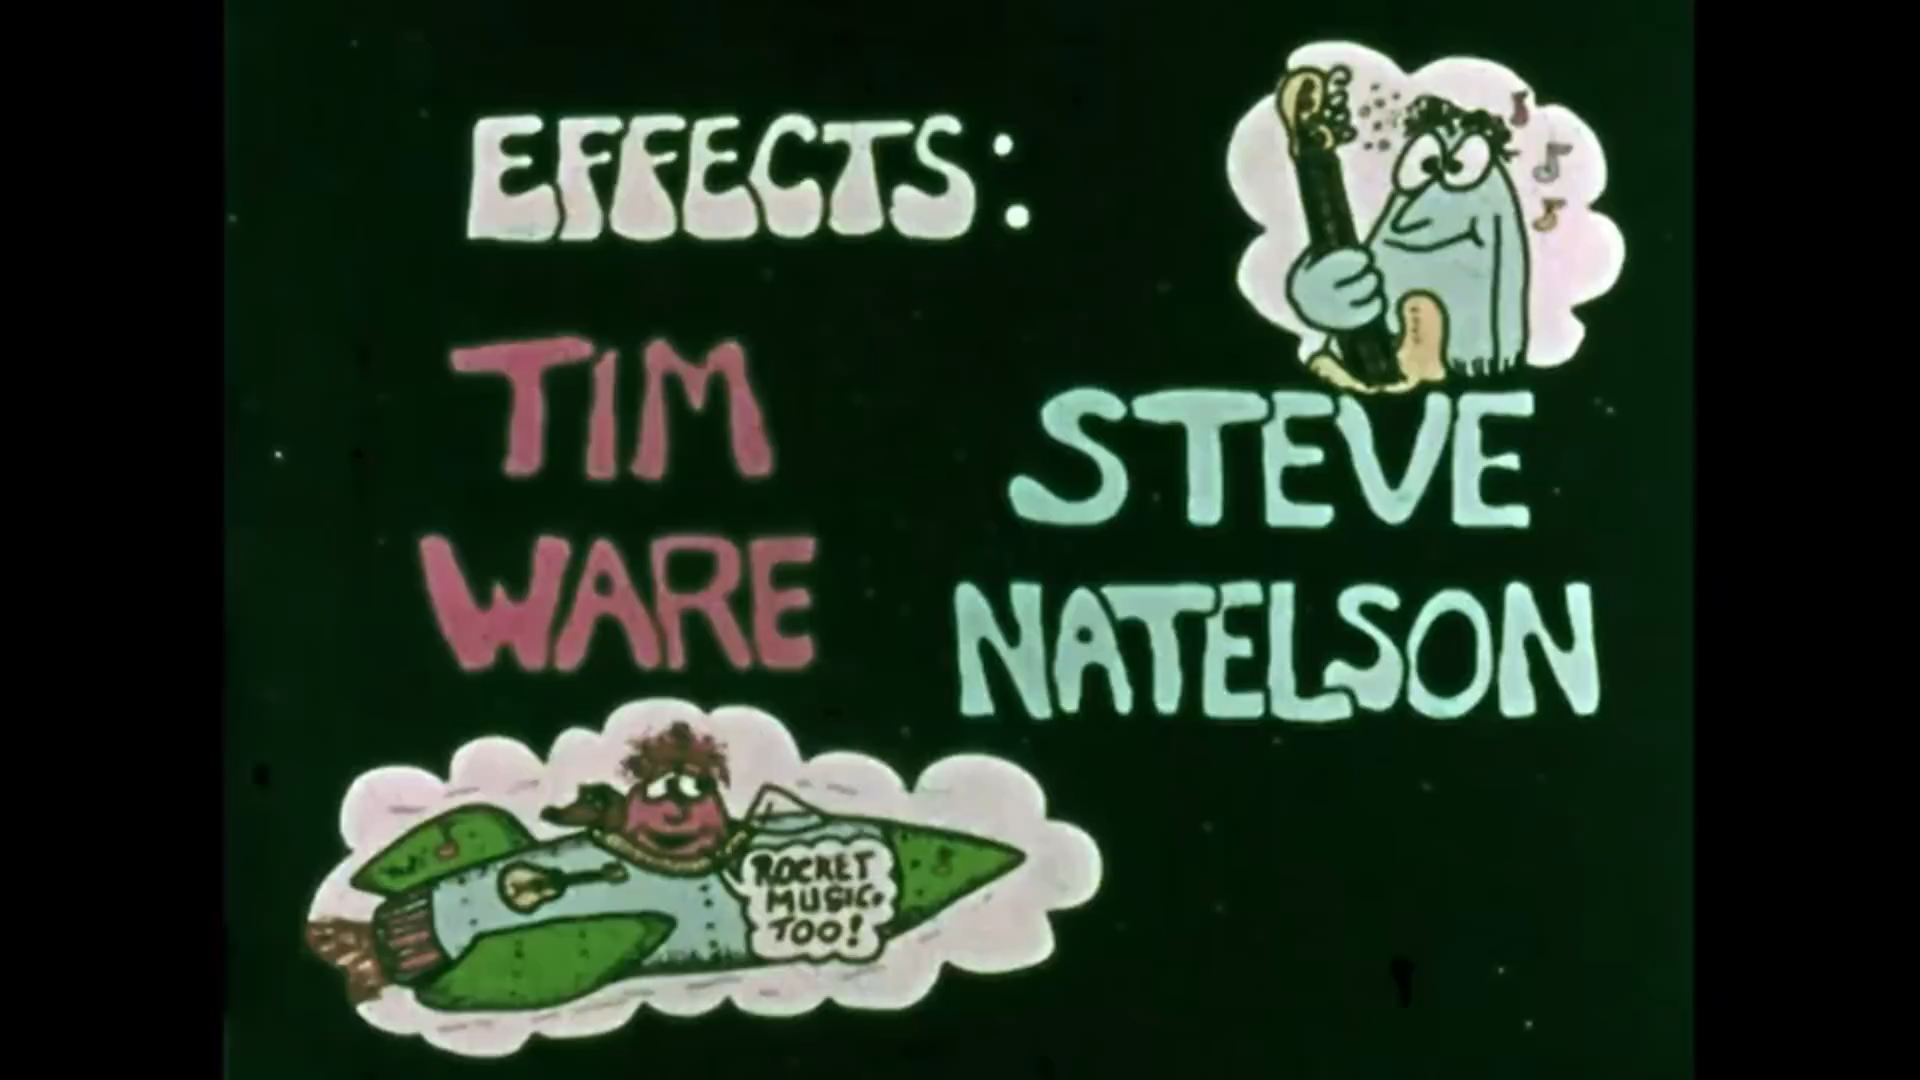 EFFECTS:
TIM
WARE
STEVE
NATELSON
ROCKET
MUSIC,
TOO!